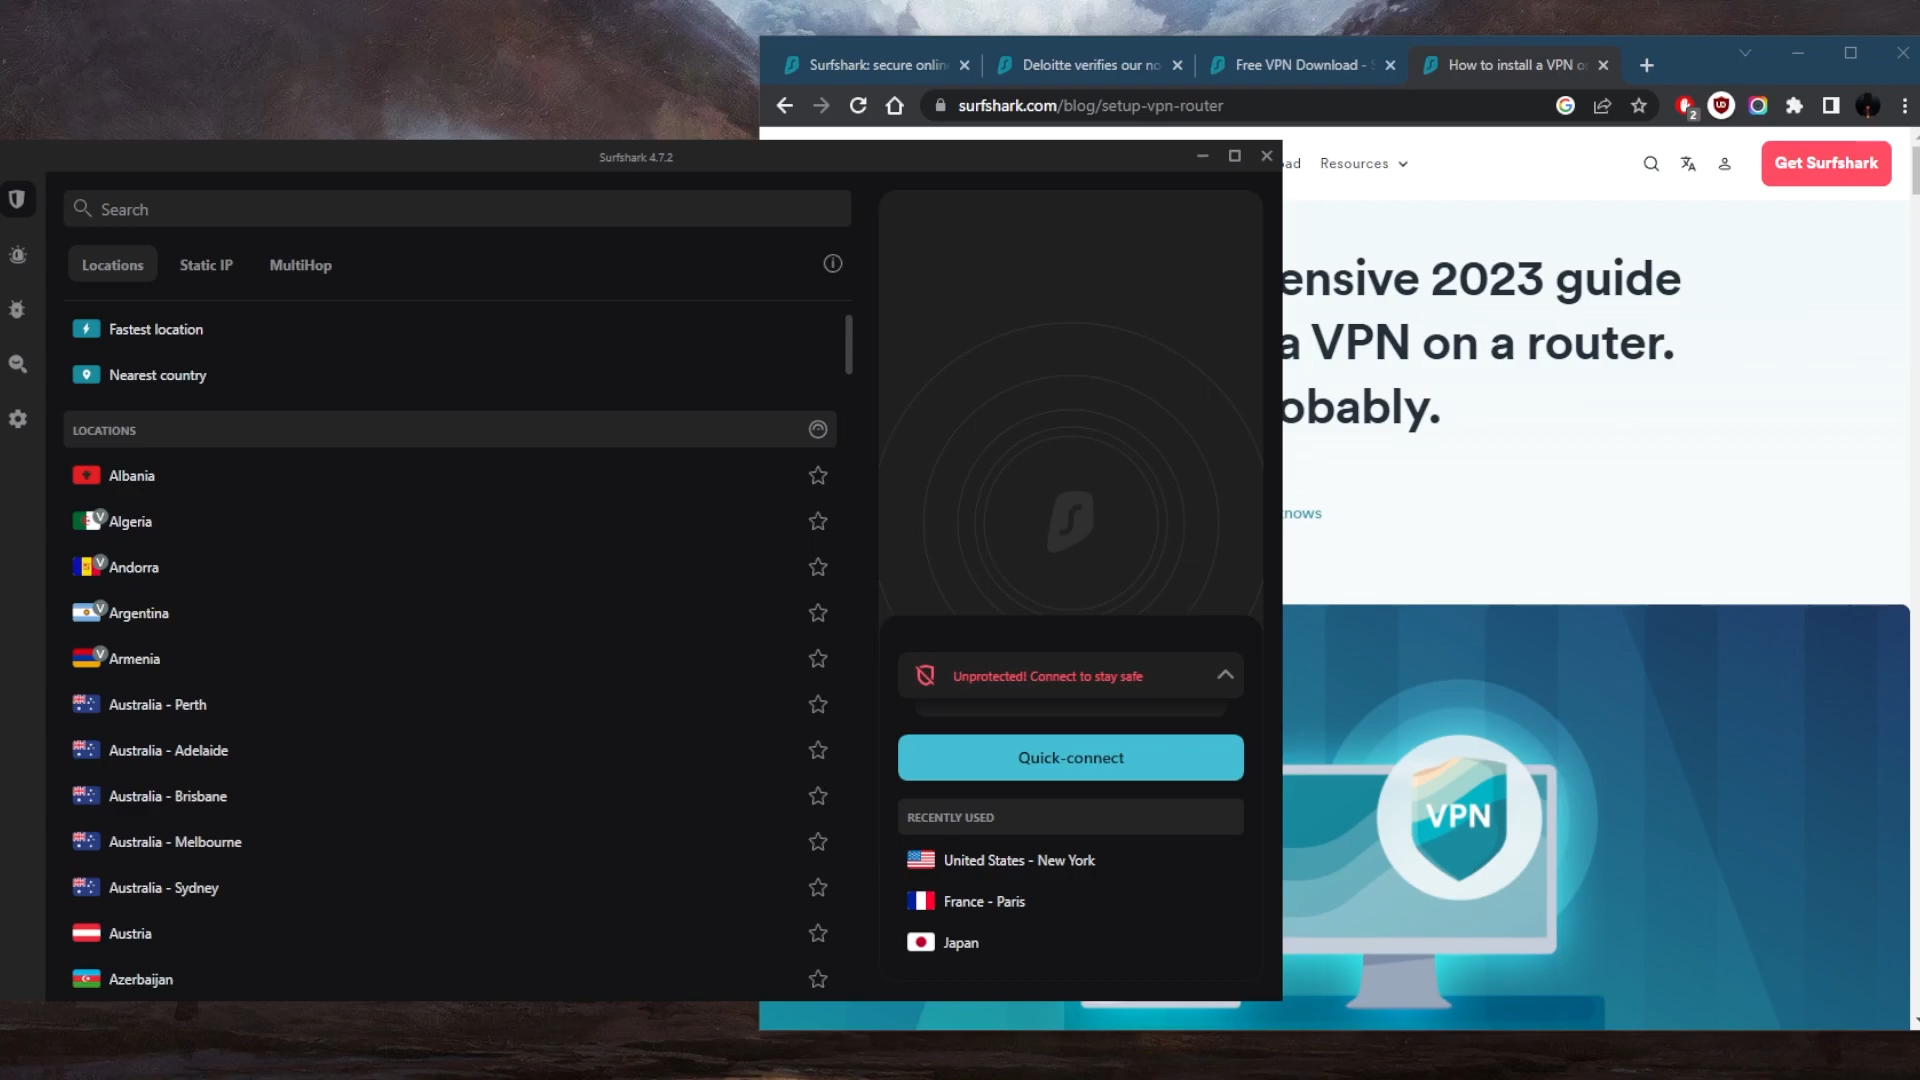 Surfshark: secure onlin
Deloitte verifies our no
Free VPN Download - S
How to install a VPN o
surfshark.com/blog/setup-vpn-router
2
Surfshark 4.7.2
ad
Resources
Get Surfshark
Search
Locations
Static IP
MultiHop
Fastest location
Nearest country
LOCATIONS
Albania
V
Algeria
V
Andorra
V
Argentina
V
Armenia
Australia - Perth
Australia - Adelaide
Australia - Brisbane
Australia - Melbourne
Australia - Sydney
Austria
Azerbaijan
Unprotected! Connect to stay safe
Quick-connect
RECENTLY USED
United States - New York
France - Paris
Japan
ensive 2023 guide
a VPN on a router.
obably.
nows
VPN